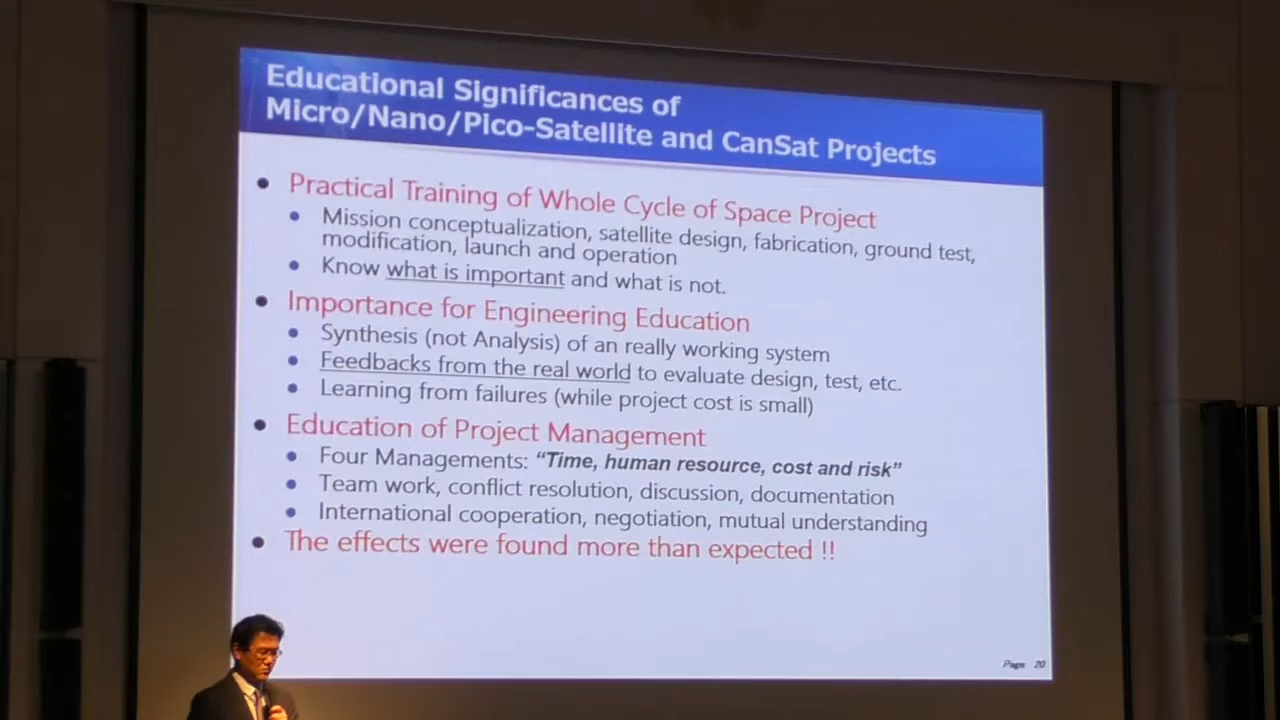 Educational Significances of
Micro/Nano/Pico-Satellite and CanSat Projects
• Practical Training of Whole Cycle of Space Project
• Mission conceptualization, satellite design, fabrication, ground test,
modification, launch and operation
• Know what is important and what is not.
• Importance for Engineering Education
• Synthesis (not Analysis) of an really working system
• Feedbacks from the real world to evaluate design, test, etc.
• Learning from failures (while project cost is small)
• Education of Project Management
• Four Managements: “Time, human resource, cost and risk”
• Team work, conflict resolution, discussion, documentation
• International cooperation, negotiation, mutual understanding
• The effects were found more than expected !!
Page 20